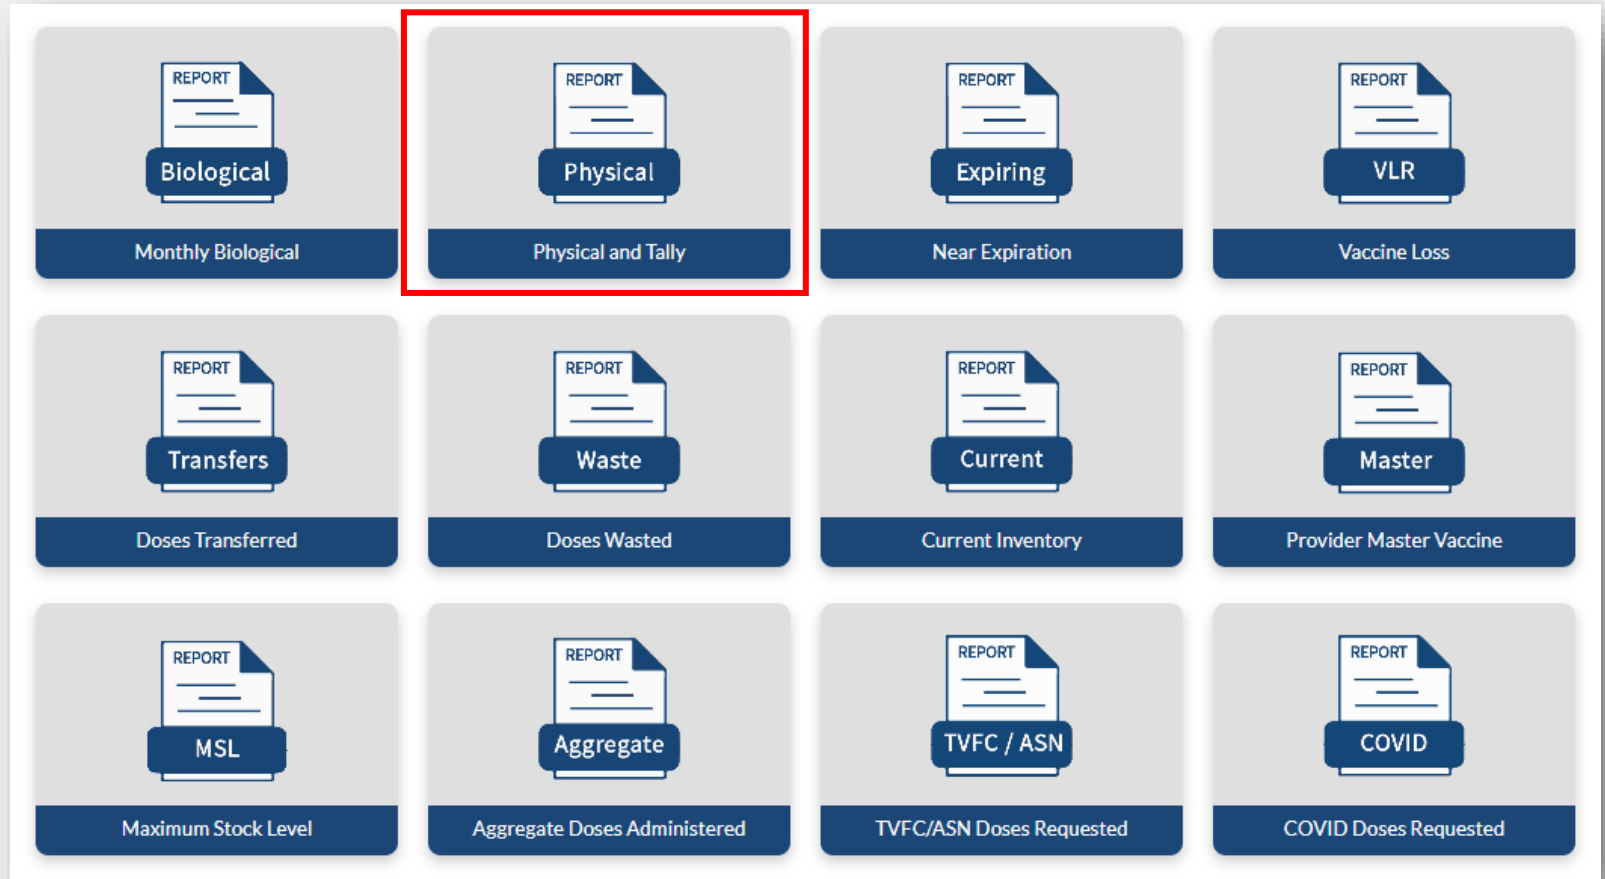 REPORT
Biological
Monthly Biological
REPORT
Physical
Physical and Tally
REPORT
Expiring
Near Expiration
REPORT
VLR
Vaccine Loss
REPORT
Transfers
Doses Transferred
REPORT
Waste
Doses Wasted
REPORT
Current
Current Inventory
REPORT
Master
Provider Master Vaccine
REPORT
MSL
Maximum Stock Level
REPORT
Aggregate
Aggregate Doses Administered
REPORT
TVFC / ASN
TVFC/ASN Doses Requested
REPORT
COVID
COVID Doses Requested